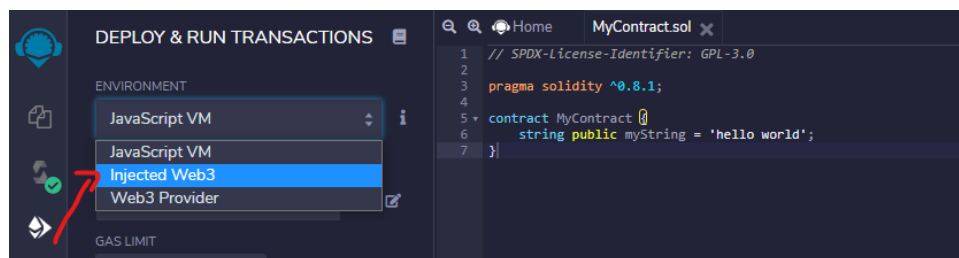 DEPLOY & RUN TRANSACTIONS
ENVIRONMENT
JavaScript VM
i
JavaScript VM
Injected Web3
Web3 Provider
GAS LIMIT
Home MyContract.sol
1 // SPDX-License-Identifier: GPL-3.0
2
3 pragma solidity ^0.8.1;
4
5 contract MyContract {
6 string public myString = 'hello world';
7 }